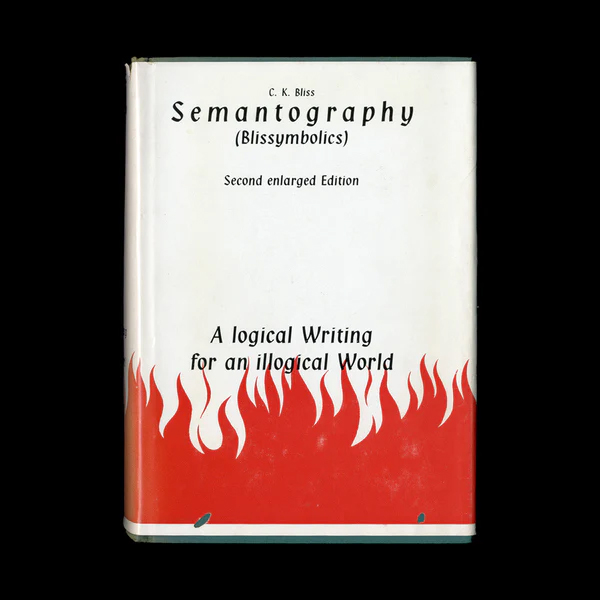 C. K. Bliss
Semantography
(Blissymbolics)
Second enlarged Edition
A logical Writing
for an illogical World